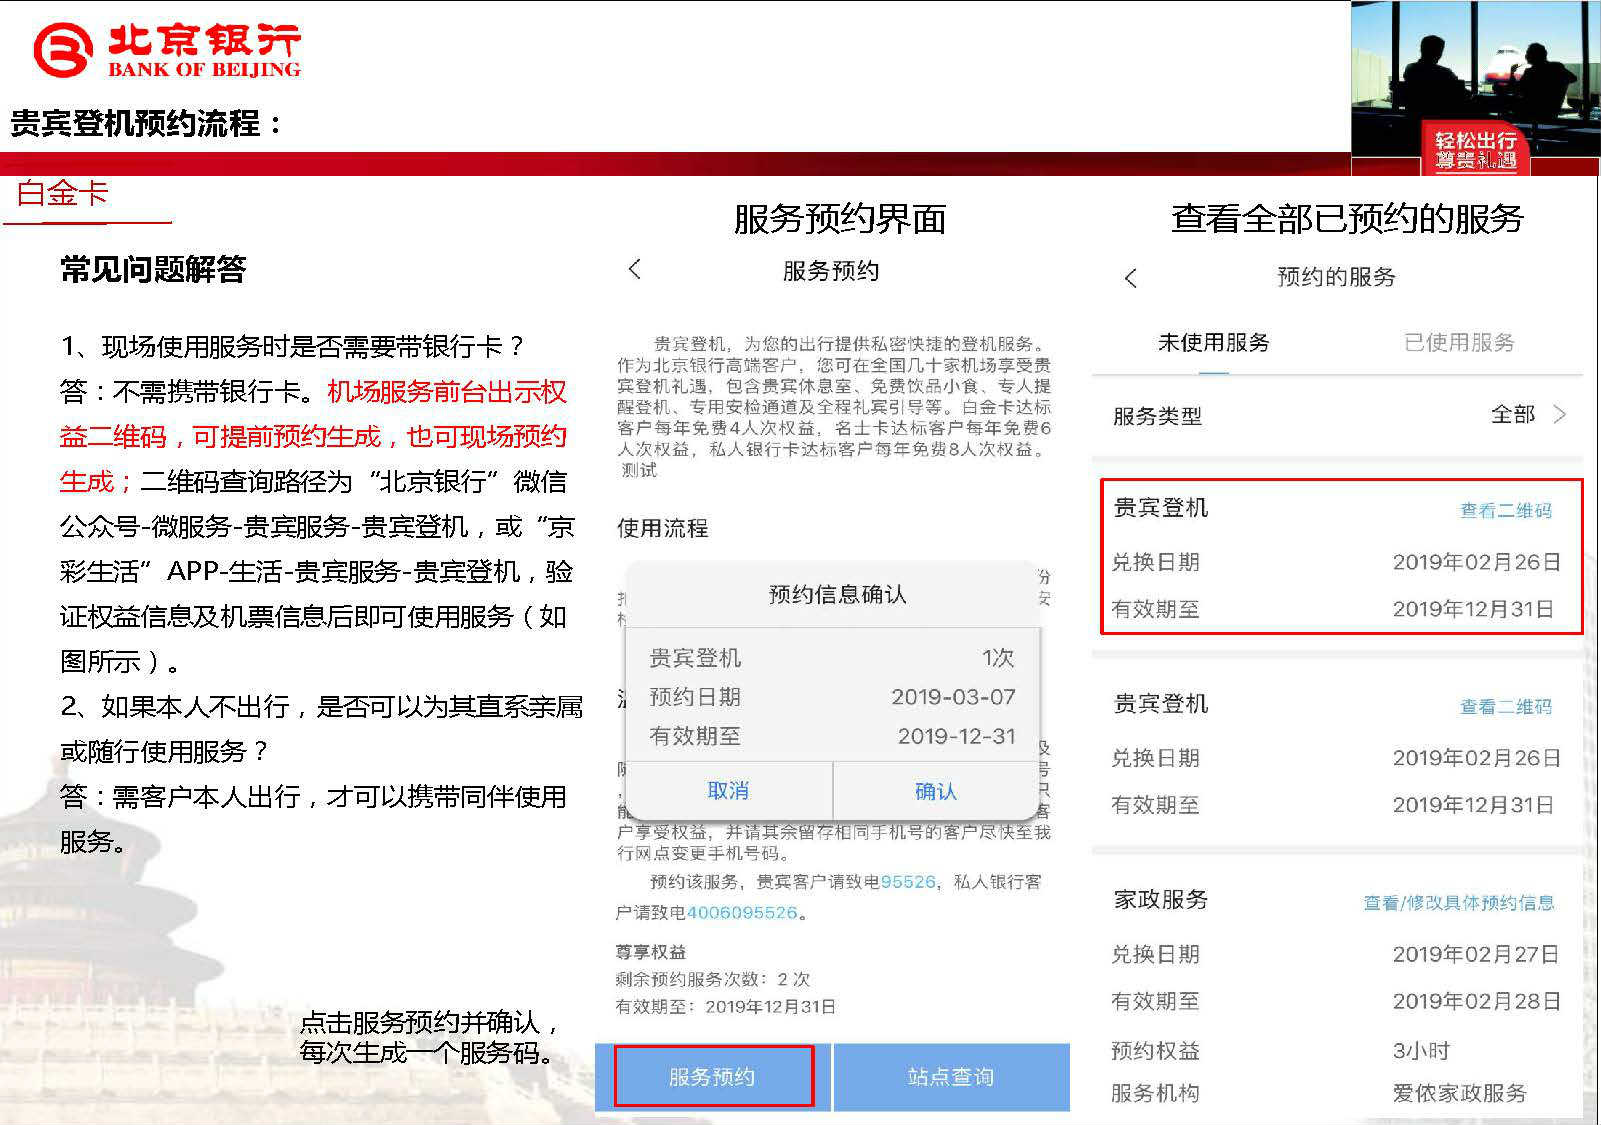 北京银行
BANK OF BEIJING
贵宾登机预约流程：
轻松出行
尊贵礼遇
白金卡
常见问题解答
1、现场使用服务时是否需要带银行卡？
答：不需携带银行卡。机场服务前台出示权
益二维码，可提前预约生成，也可现场预约
生成；二维码查询路径为“北京银行”微信
公众号-微服务-贵宾服务-贵宾登机，或“京
彩生活”APP-生活-贵宾服务-贵宾登机，验
证权益信息及机票信息后即可使用服务（如
图所示）。
2、如果本人不出行，是否可以为其直系亲属
或随行使用服务？
答：需客户本人出行，才可以携带同伴使用
服务。
点击服务预约并确认，
每次生成一个服务码。
服务预约界面
服务预约
贵宾登机，为您的出行提供私密快捷的登机服务。
作为北京银行高端客户，您可在全国几十家机场享受贵
宾登机礼遇，包含贵宾休息室、免费饮品小食、专人提
醒登机、专用安检通道及全程礼宾引导等。白金卡达标
客户每年免费4人次权益，名士卡达标客户每年免费6
人次权益，私人银行卡达标客户每年免费8人次权益。
测试
使用流程
份
安
预约信息确认
贵宾登机 1次
预约日期 2019-03-07
有效期至 2019-12-31
取消 确认
及
号
只
能 客
户享受权益，并请其余留存相同手机号的客户尽快至我
行网点变更手机号码。
预约该服务，贵宾客户请致电95526，私人银行客
户请致电4006095526。
尊享权益
剩余预约服务次数：2 次
有效期至：2019年12月31日
服务预约 站点查询
查看全部已预约的服务
预约的服务
未使用服务 已使用服务
服务类型 全部
贵宾登机 查看二维码
兑换日期 2019年02月26日
有效期至 2019年12月31日
贵宾登机 查看二维码
兑换日期 2019年02月26日
有效期至 2019年12月31日
家政服务 查看/修改具体预约信息
兑换日期 2019年02月27日
有效期至 2019年02月28日
预约权益 3小时
服务机构 爱侬家政服务